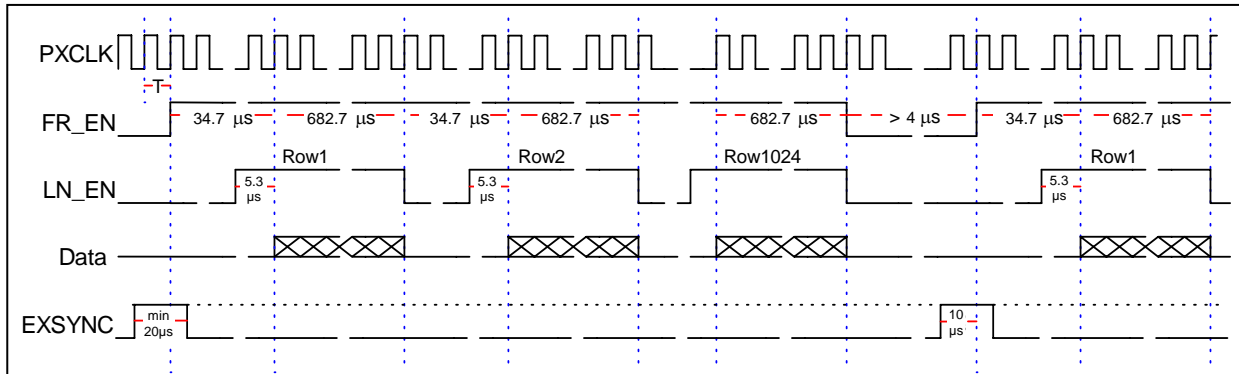 PXCLK
T
FR_EN
34.7 µs
682.7 µs
34.7 µs
682.7 µs
682.7 µs
> 4 µs
34.7 µs
682.7 µs
Row1
Row2
Row1024
Row1
LN_EN
5.3
µs
5.3
µs
5.3
µs
Data
EXSYNC
min
20µs
10
µs